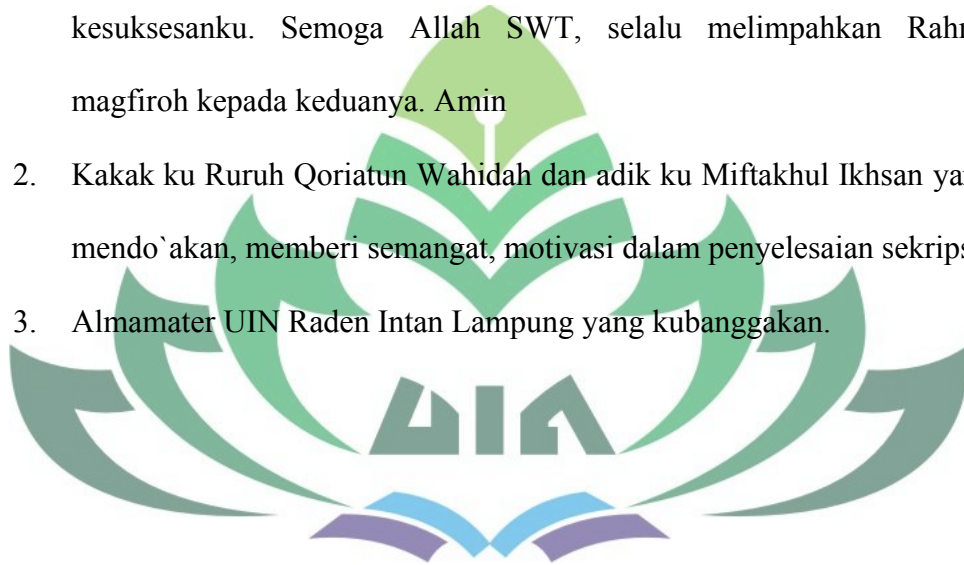 kesuksesanku. Semoga Allah SWT, selalu melimpahkan
magfiroh kepada keduanya. Amin
2. Kakak ku Ruruh Qoriatun Wahidah dan adik ku Miftakhul Ikhsan
mendo`akan, memberi semangat, motivasi dalam penyelesaian
3. Almamater UIN Raden Intan Lampung yang kubanggakan.
UIN